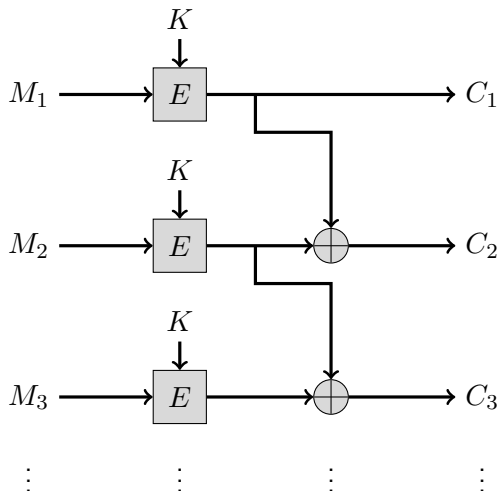 K
M₁ E C₁
K
M₂ E C₂
K
M₃ E C₃
⋮ ⋮ ⋮ ⋮